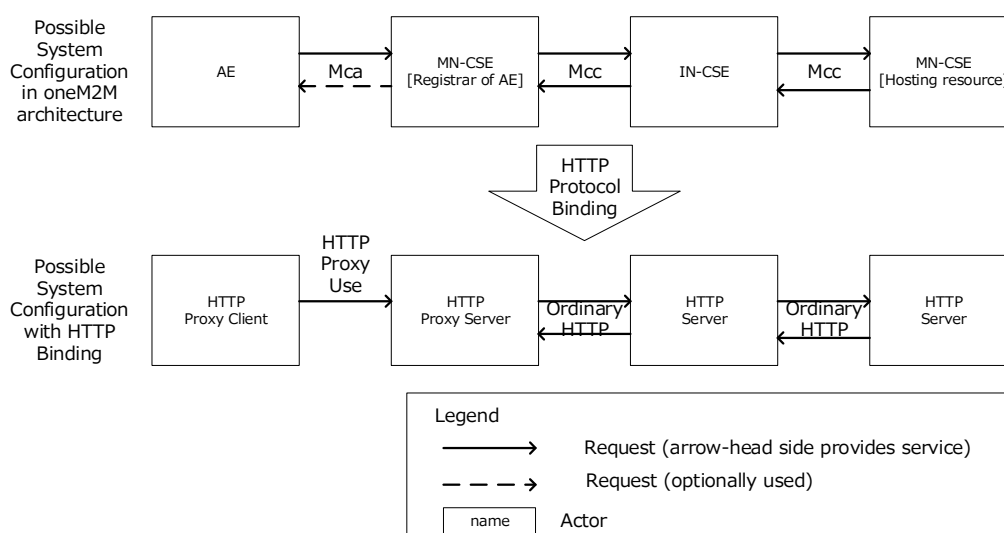 Possible
System
Configuration
in oneM2M
architecture
AE
Mca
MN-CSE
[Registrar of AE]
Mcc
IN-CSE
Mcc
MN-CSE
[Hosting resource]
HTTP
Protocol
Binding
Possible
System
Configuration
with HTTP
Binding
HTTP
Proxy Client
HTTP
Proxy
Use
HTTP
Proxy Server
Ordinary
HTTP
HTTP
Server
Ordinary
HTTP
HTTP
Server
Legend
Request (arrow-head side provides service)
Request (optionally used)
name
Actor